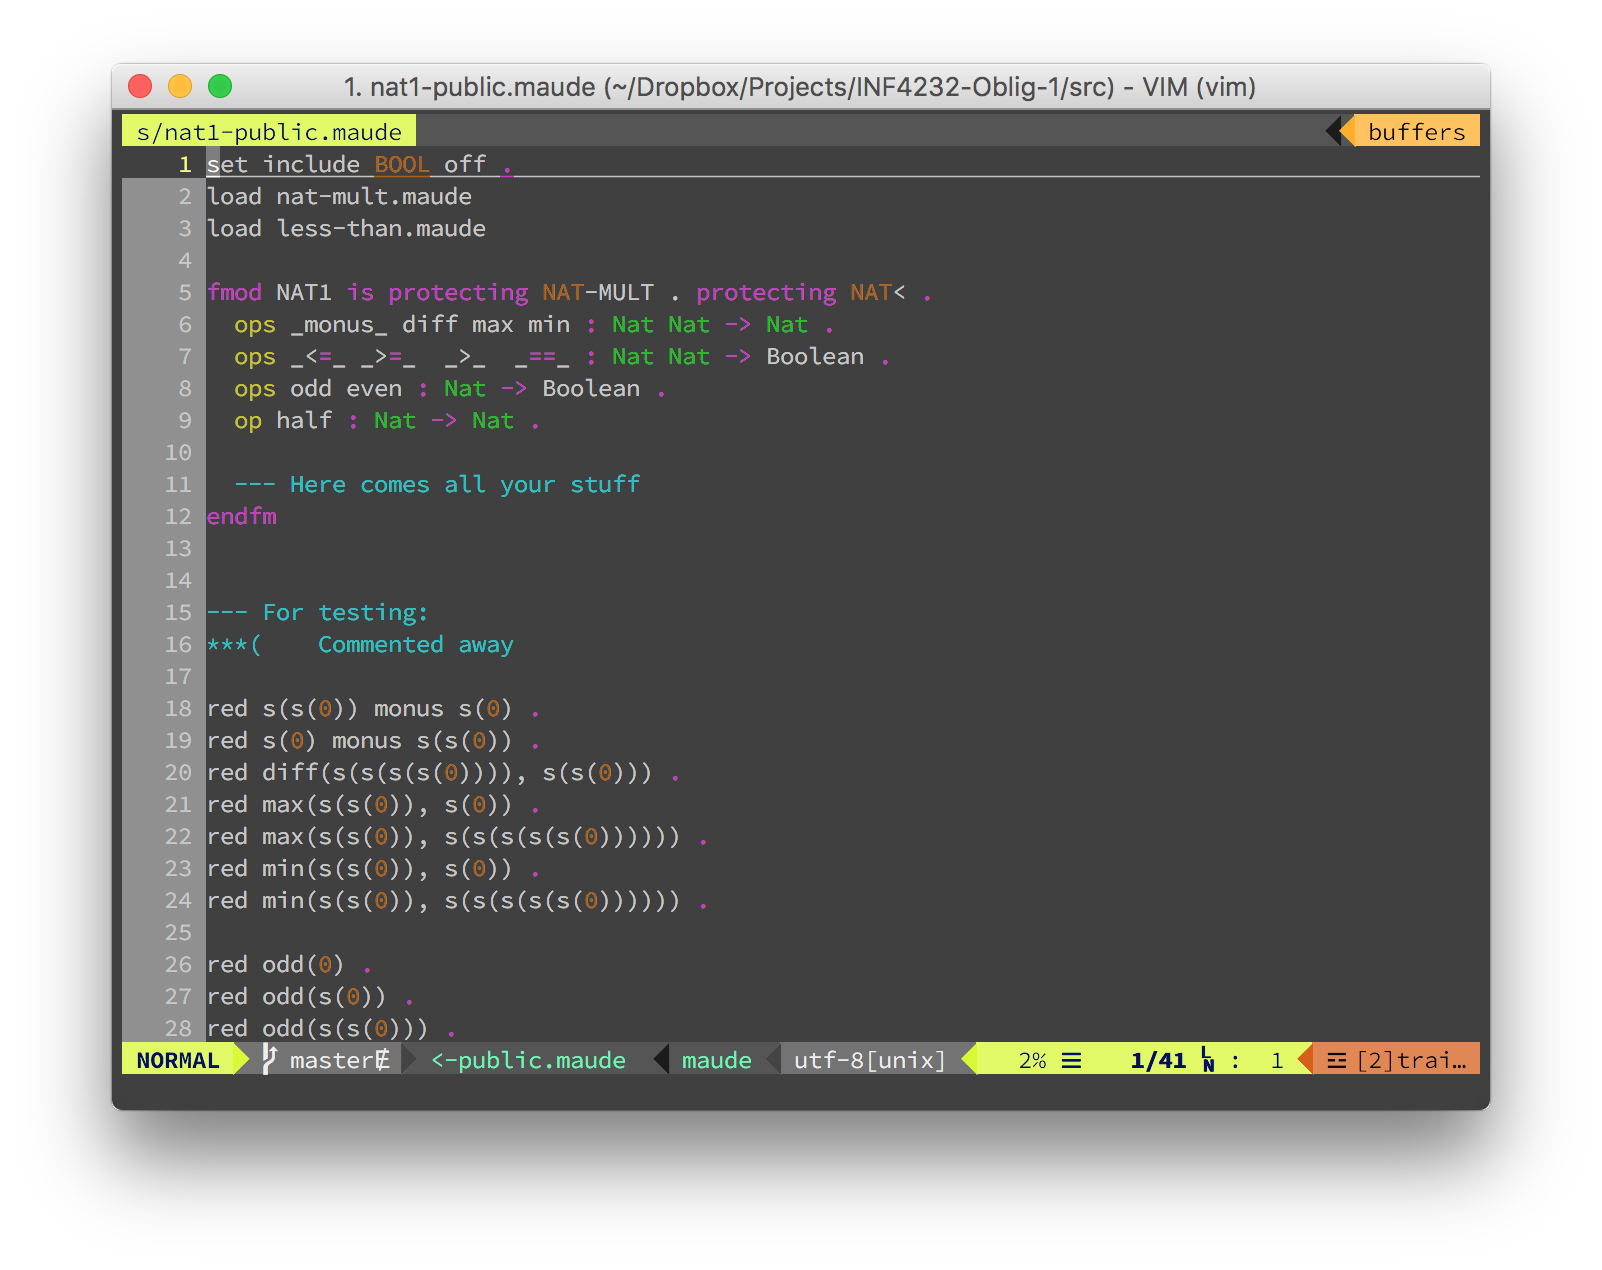 1. nat1-public.maude (~/Dropbox/Projects/INF4232-Oblig-1/src) - VIM (vim)
s/nat1-public.maude buffers
1 set include BOOL off .
2 load nat-mult.maude
3 load less-than.maude
4
5 fmod NAT1 is protecting NAT-MULT . protecting NAT< .
6   ops _monus_ diff max min : Nat Nat -> Nat .
7   ops _<=_ _>=_  _>_  _==_ : Nat Nat -> Boolean .
8   ops odd even : Nat -> Boolean .
9   op half : Nat -> Nat .
10
11   --- Here comes all your stuff
12 endfm
13
14
15 --- For testing:
16 ***(    Commented away
17
18 red s(s(0)) monus s(0) .
19 red s(0) monus s(s(0)) .
20 red diff(s(s(s(s(0)))), s(s(0))) .
21 red max(s(s(0)), s(0)) .
22 red max(s(s(0)), s(s(s(s(s(0)))))) .
23 red min(s(s(0)), s(0)) .
24 red min(s(s(0)), s(s(s(s(s(0)))))) .
25
26 red odd(0) .
27 red odd(s(0)) .
28 red odd(s(s(0))) .
NORMAL master∉ <-public.maude maude utf-8[unix] 2% ☰ 1/41 LN : 1 ☲ [2]trai…